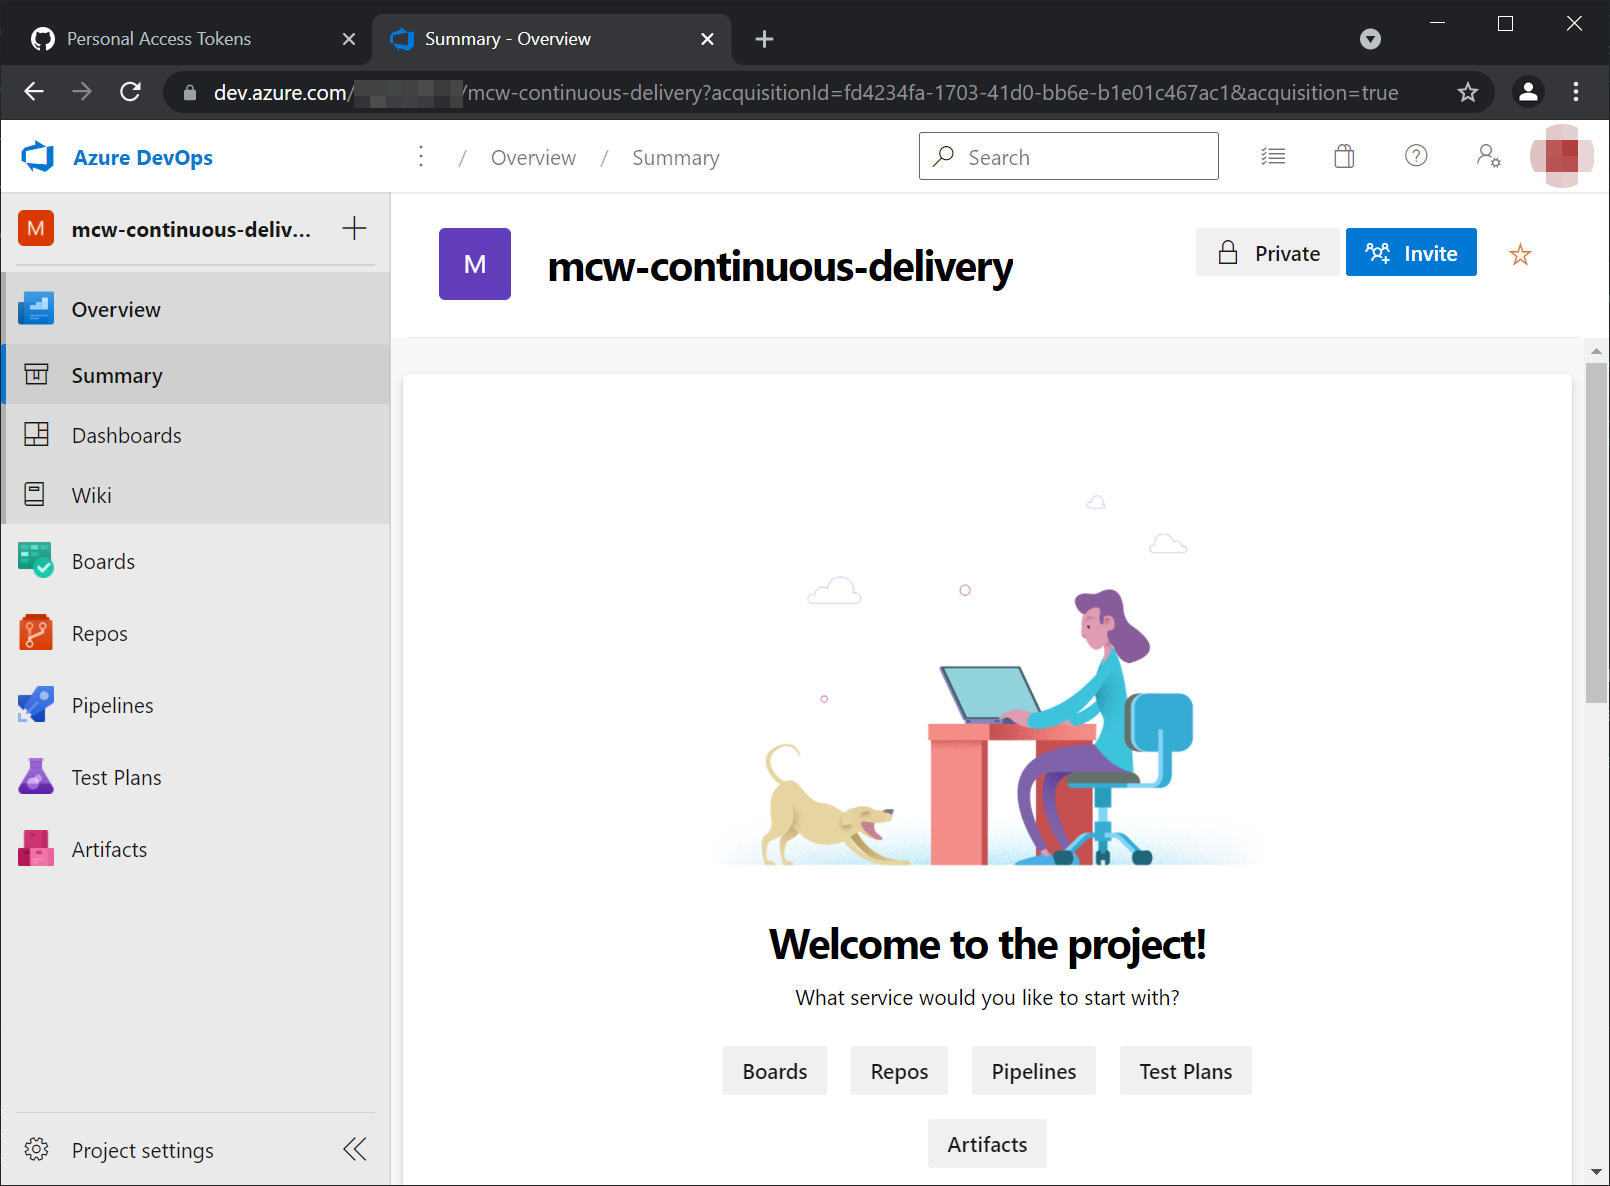 Personal Access Tokens
Summary - Overview
dev.azure.com/
/mcw-continuous-delivery?acquisitionId=fd4234fa-1703-41d0-bb6e-b1e01c467ac1&acquisition=true
Azure DevOps
/ Overview / Summary
Search
M
mcw-continuous-deliv...
M
mcw-continuous-delivery
Private
Invite
Overview
Summary
Dashboards
Wiki
Boards
Repos
Pipelines
Test Plans
Artifacts
Welcome to the project!
What service would you like to start with?
Boards
Repos
Pipelines
Test Plans
Artifacts
Project settings